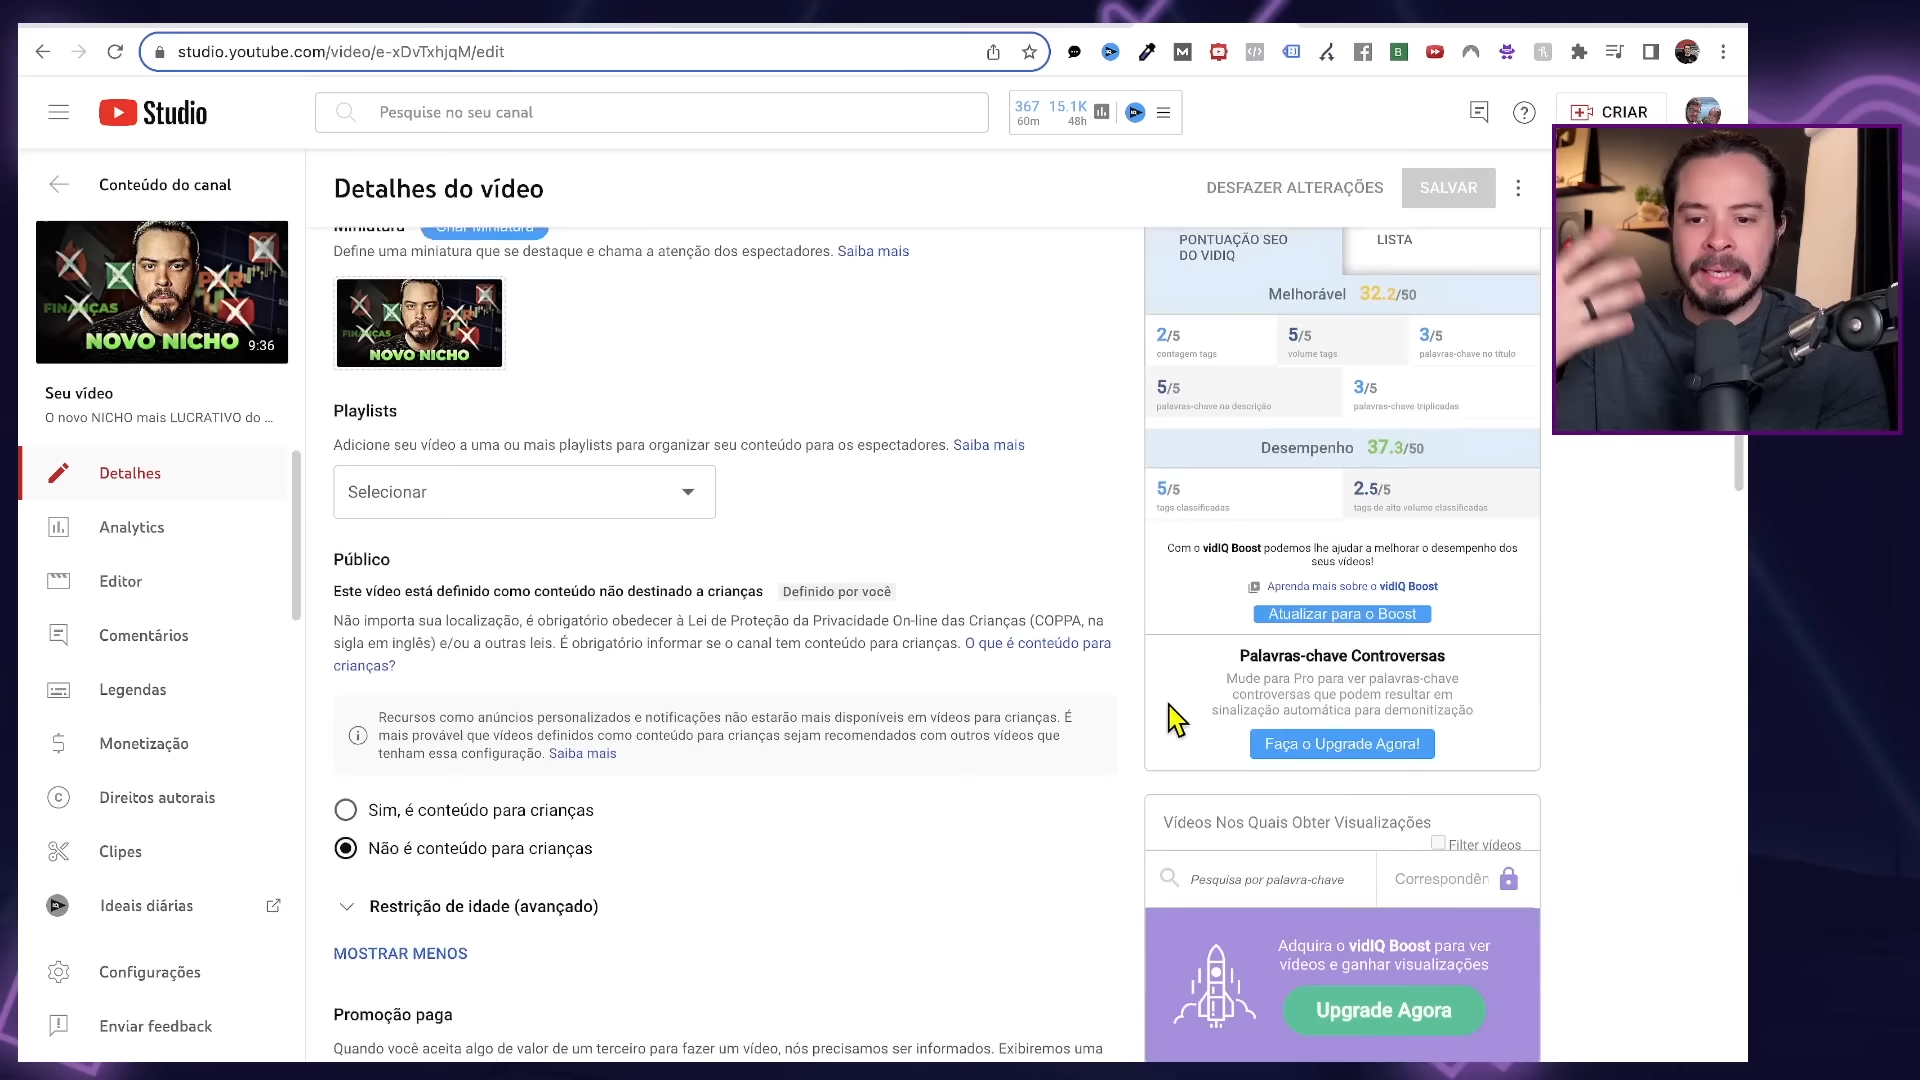 studio.youtube.com/video/e-xDvTxhjqM/edit
Studio
Pesquise no seu canal
367 15.1K
60m 48h
CRIAR
Conteúdo do canal
FINANÇAS
NOVO NICHO
9:36
Seu vídeo
O novo NICHO mais LUCRATIVO do ...
Detalhes
Analytics
Editor
Comentários
Legendas
Monetização
Direitos autorais
Clipes
Ideais diárias
Configurações
Enviar feedback
Detalhes do vídeo
DESFAZER ALTERAÇÕES
SALVAR
Miniatura
Criar Miniatura
Define uma miniatura que se destaque e chama a atenção dos espectadores. Saiba mais
NOVO NICHO
Playlists
Adicione seu vídeo a uma ou mais playlists para organizar seu conteúdo para os espectadores. Saiba mais
Selecionar
Público
Este vídeo está definido como conteúdo não destinado a crianças Definido por você
Não importa sua localização, é obrigatório obedecer à Lei de Proteção da Privacidade On-line das Crianças (COPPA, na
sigla em inglês) e/ou a outras leis. É obrigatório informar se o canal tem conteúdo para crianças. O que é conteúdo para
crianças?
Recursos como anúncios personalizados e notificações não estarão mais disponíveis em vídeos para crianças. É
mais provável que vídeos definidos como conteúdo para crianças sejam recomendados com outros vídeos que
tenham essa configuração. Saiba mais
Sim, é conteúdo para crianças
Não é conteúdo para crianças
Restrição de idade (avançado)
MOSTRAR MENOS
Promoção paga
Quando você aceita algo de valor de um terceiro para fazer um vídeo, nós precisamos ser informados. Exibiremos uma
PONTUAÇÃO SEO
DO VIDIQ
LISTA
Melhorável 32.2/50
2/5 5/5 3/5
contagem tags volume tags palavras-chave no título
5/5 3/5
palavras-chave na descrição palavras-chave triplicadas
Desempenho 37.3/50
5/5 2.5/5
tags classificadas tags de alto volume classificadas
Com o vidIQ Boost podemos lhe ajudar a melhorar o desempenho dos
seus vídeos!
Aprenda mais sobre o vidIQ Boost
Atualizar para o Boost
Palavras-chave Controversas
Mude para Pro para ver palavras-chave
controversas que podem resultar em
sinalização automática para demonitização
Faça o Upgrade Agora!
Vídeos Nos Quais Obter Visualizações
Filter vídeos
Pesquisa por palavra-chave
Correspondên
Adquira o vidIQ Boost para ver
vídeos e ganhar visualizações
Upgrade Agora